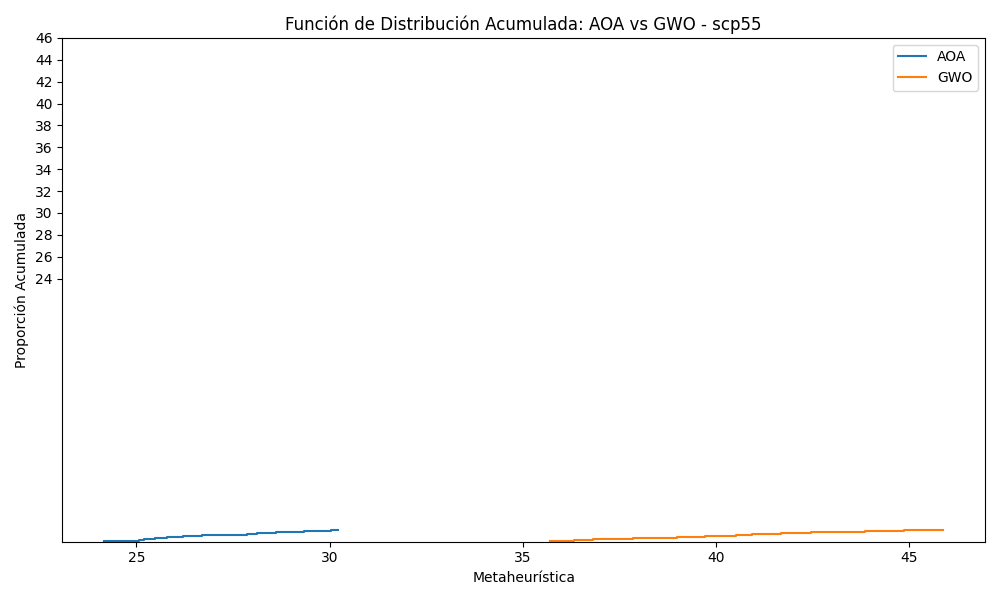 Función de Distribución Acumulada: AOA vs GWO - scp55
46
44
42
40
38
36
34
32
30
28
26
24
Proporción Acumulada
AOA
GWO
25 30 35 40 45
Metaheurística